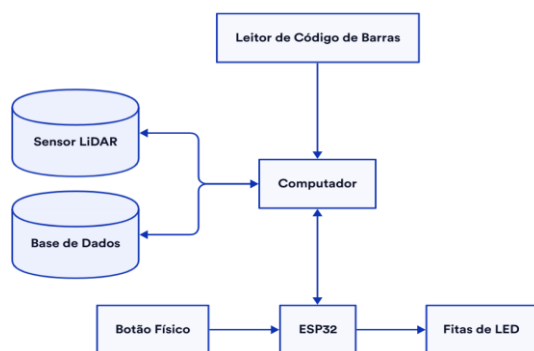 Leitor de Código de Barras
Sensor LiDAR
Computador
Base de Dados
Botão Físico
ESP32
Fitas de LED